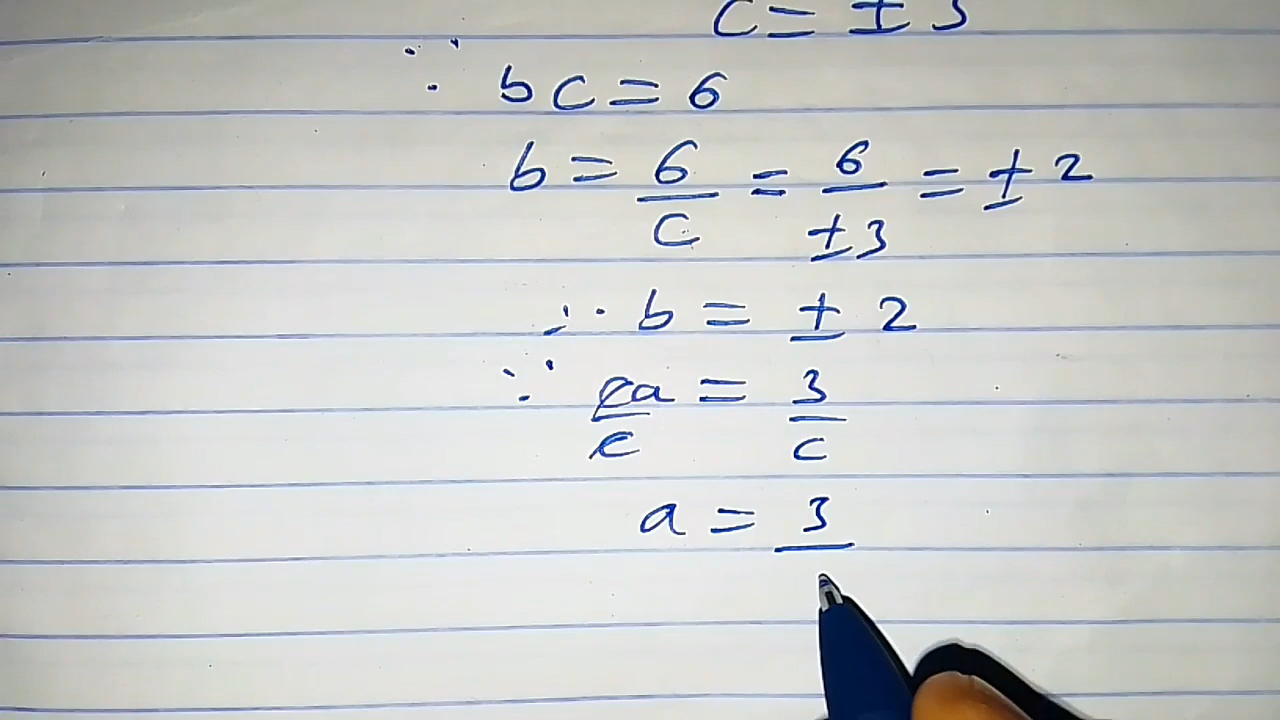 c = ± 3
∵ bc = 6
b = 6/c = 6/±3 = ± 2
∴ b = ± 2
∵ ca/c = 3/c
a = 3